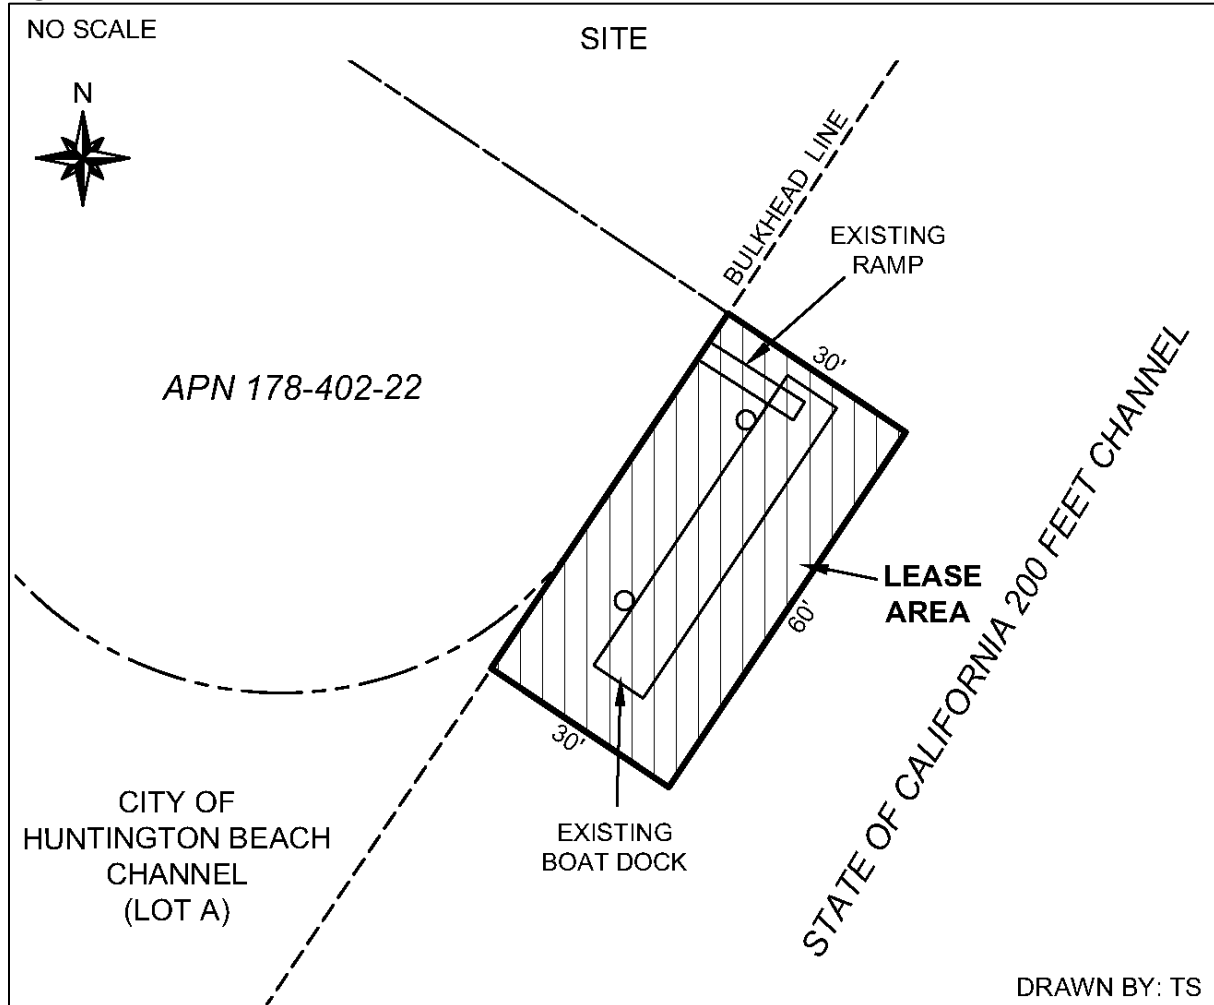 NO SCALE
SITE
N
BULKHEAD LINE
EXISTING
RAMP
30'
APN 178-402-22
STATE OF CALIFORNIA 200 FEET CHANNEL
LEASE
AREA
60'
30'
CITY OF
HUNTINGTON BEACH
CHANNEL
(LOT A)
EXISTING
BOAT DOCK
DRAWN BY: TS